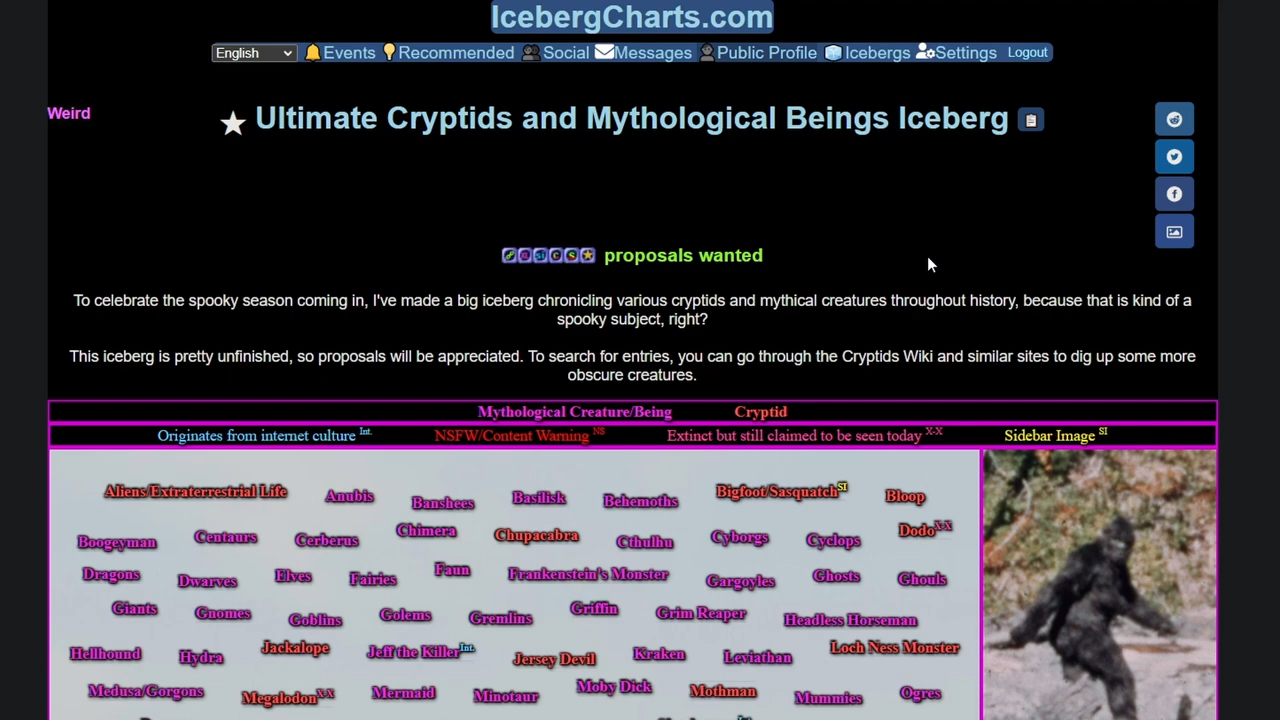 IcebergCharts.com
English Events Recommended Social Messages Public Profile Icebergs Settings Logout
Weird
Ultimate Cryptids and Mythological Beings Iceberg
proposals wanted
To celebrate the spooky season coming in, I've made a big iceberg chronicling various cryptids and mythical creatures throughout history, because that is kind of a
spooky subject, right?
This iceberg is pretty unfinished, so proposals will be appreciated. To search for entries, you can go through the Cryptids Wiki and similar sites to dig up some more
obscure creatures.
Mythological Creature/Being Cryptid
Originates from internet culture Int. NSFW/Content Warning NS Extinct but still claimed to be seen today X-X Sidebar Image SI
Aliens/Extraterrestrial Life Anubis Banshees Basilisk Behemoths Bigfoot/Sasquatch SI Bloop
Boogeyman Centaurs Cerberus Chimera Chupacabra Cthulhu Cyborgs Cyclops Dodo X-X
Dragons Dwarves Elves Fairies Faun Frankenstein's Monster Gargoyles Ghosts Ghouls
Giants Gnomes Goblins Golems Gremlins Griffin Grim Reaper Headless Horseman
Hellhound Hydra Jackalope Jeff the Killer Int. Jersey Devil Kraken Leviathan Loch Ness Monster
Medusa/Gorgons Megalodon X-X Mermaid Minotaur Moby Dick Mothman Mummies Ogres